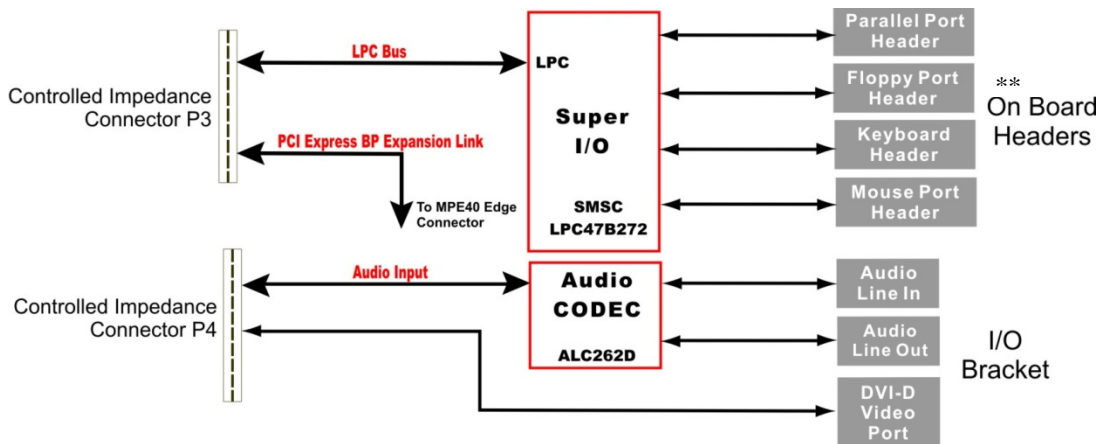 Controlled Impedance
Connector P3
LPC Bus
PCI Express BP Expansion Link
To MPE40 Edge
Connector
LPC
Super
I/O
SMSC
LPC47B272
Parallel Port
Header
Floppy Port
Header
Keyboard
Header
Mouse Port
Header
**
On Board
Headers
Controlled Impedance
Connector P4
Audio Input
Audio
CODEC
ALC262D
Audio
Line In
Audio
Line Out
DVI-D
Video
Port
I/O
Bracket